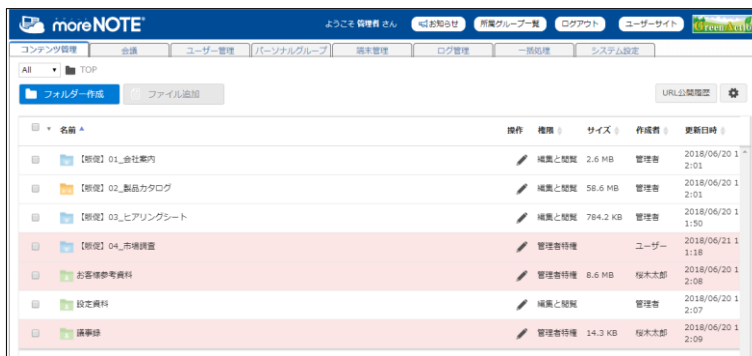 moreNOTE
ようこそ 管理者 さん お知らせ 所属グループ一覧 ログアウト ユーザーサイト Green Actio
コンテンツ管理 会議 ユーザー管理 パーソナルグループ 端末管理 ログ管理 一括処理 システム設定
All TOP
フォルダー作成 ファイル追加 URL公開履歴
名前 操作 権限 サイズ 作成者 更新日時
【販促】01_会社案内 編集と閲覧 2.6 MB 管理者 2018/06/20 1
2:01
【販促】02_製品カタログ 編集と閲覧 58.6 MB 管理者 2018/06/20 1
2:01
【販促】03_ヒアリングシート 編集と閲覧 784.2 KB 管理者 2018/06/20 1
1:50
【販促】04_市場調査 管理者特権 ユーザー 2018/06/21 1
1:18
お客様参考資料 管理者特権 8.6 MB 桜木太郎 2018/06/20 1
2:08
設定資料 編集と閲覧 管理者 2018/06/20 1
2:07
議事録 管理者特権 14.3 KB 桜木太郎 2018/06/20 1
2:09